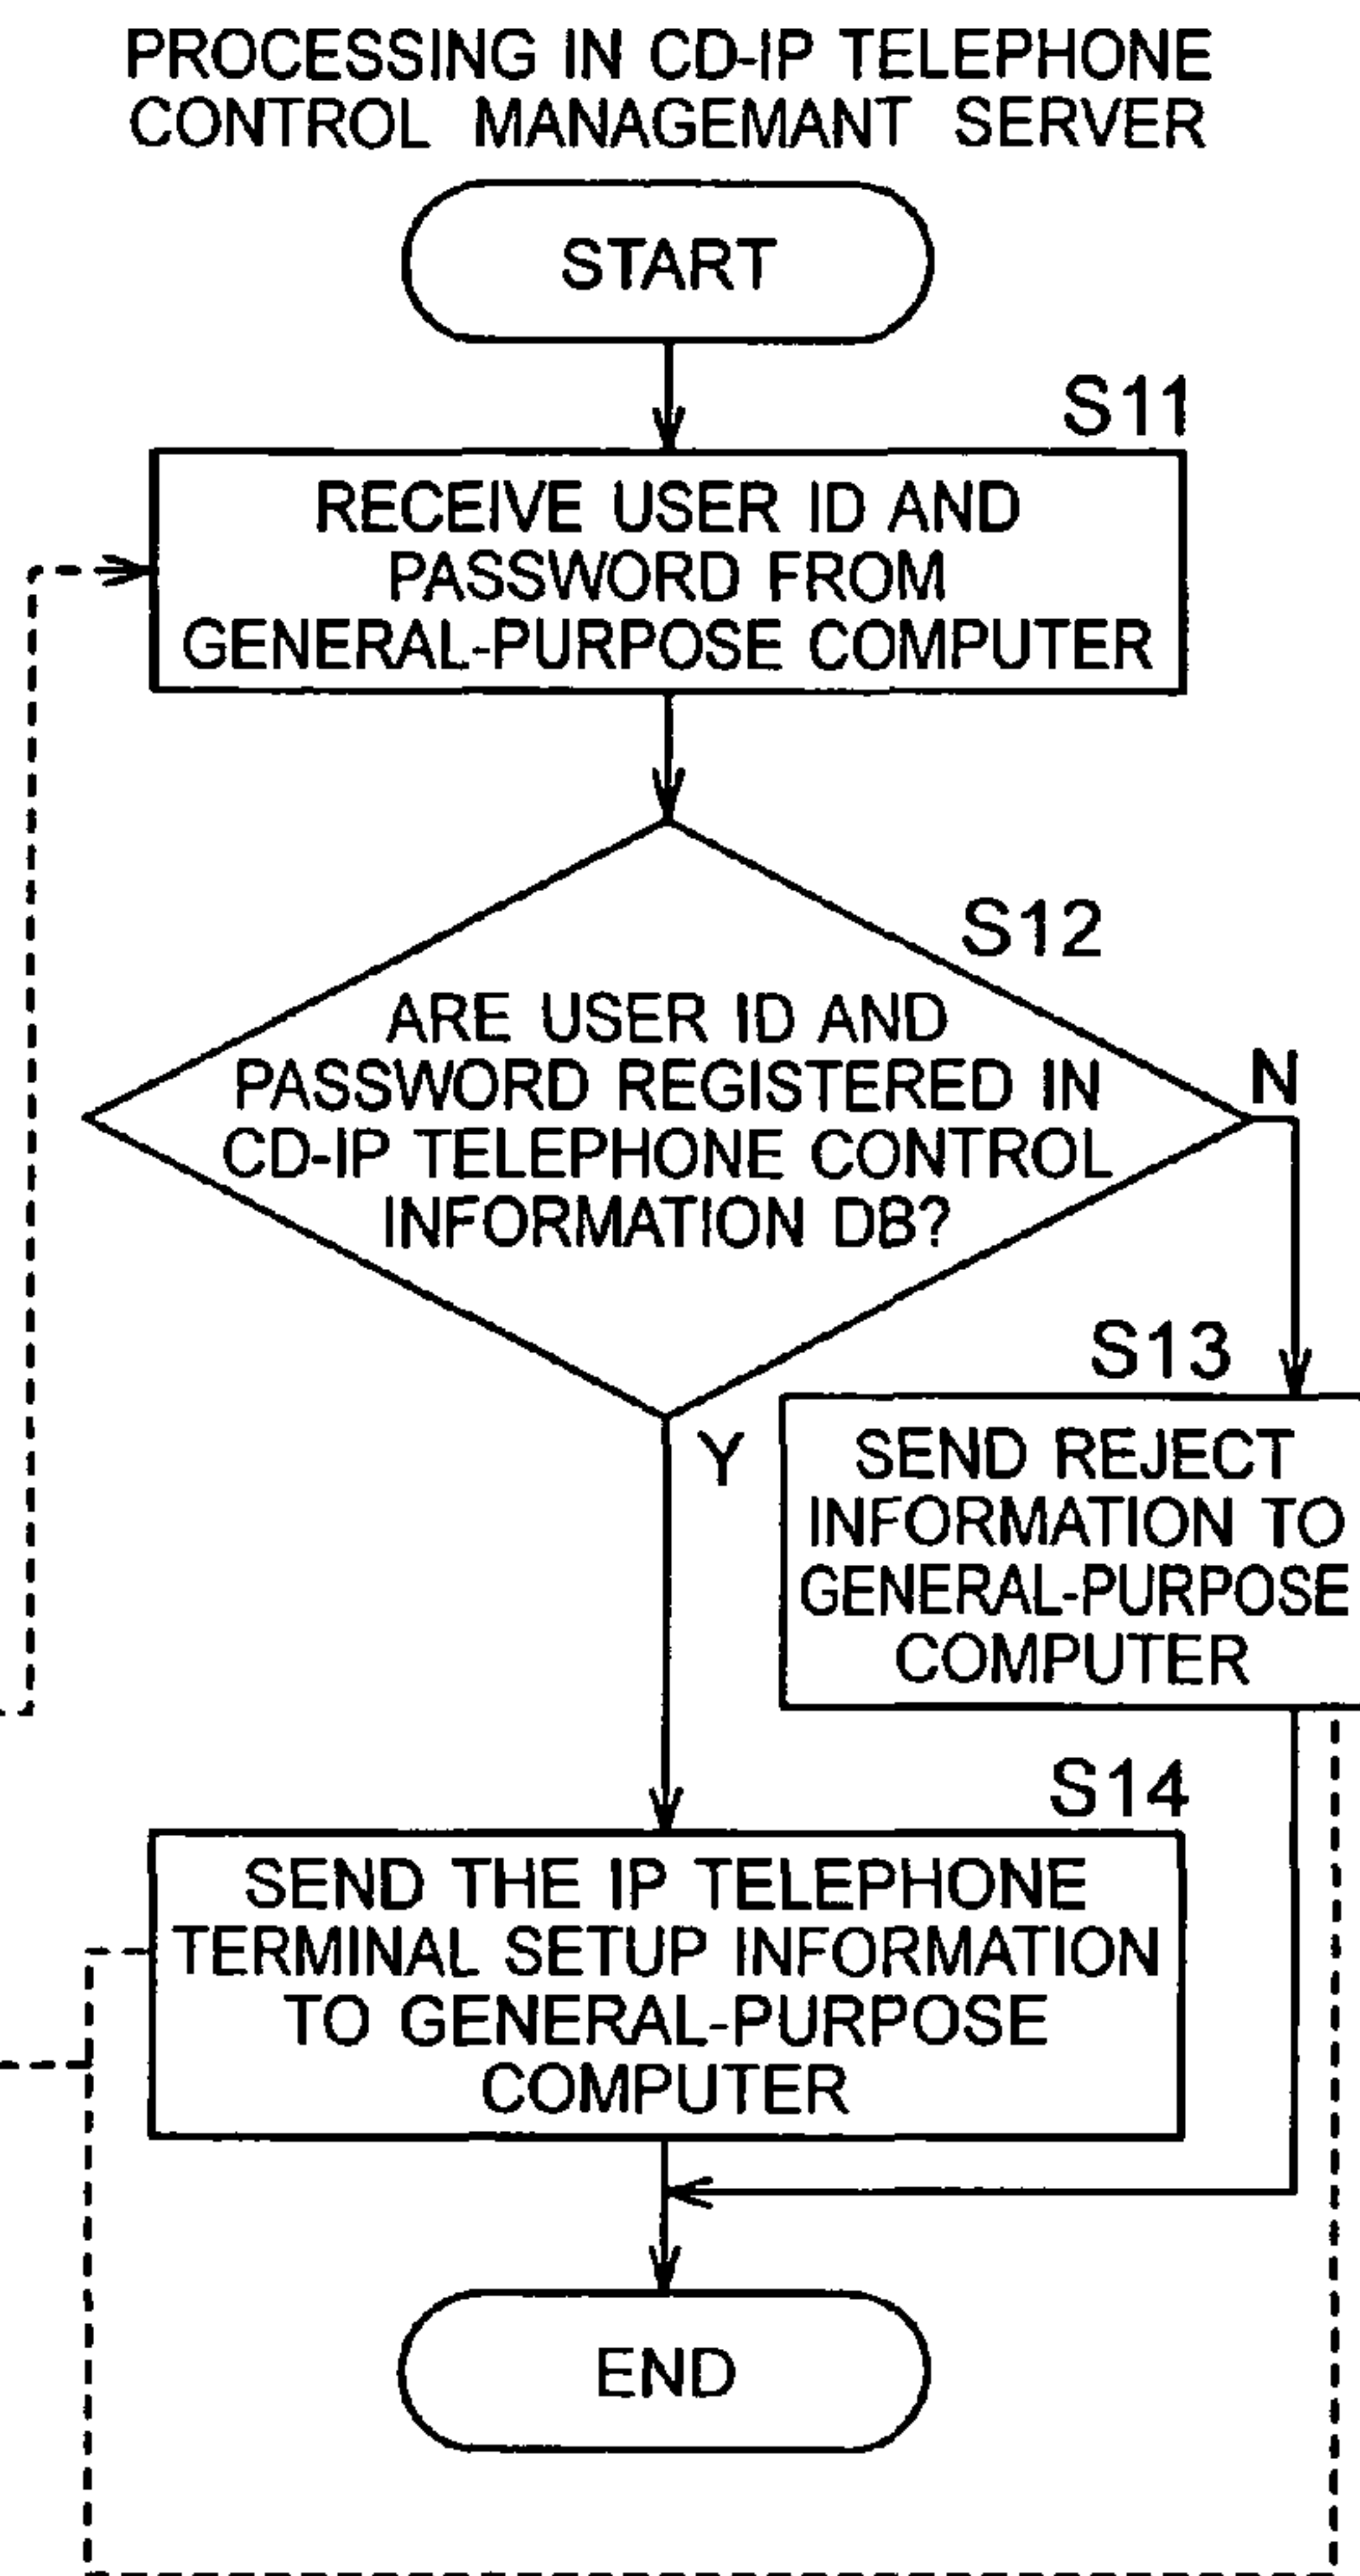 PROCESSING IN CD-IP TELEPHONE
CONTROL MANAGEMANT SERVER
START
S11
RECEIVE USER ID AND
PASSWORD FROM
GENERAL-PURPOSE COMPUTER
S12
ARE USER ID AND
PASSWORD REGISTERED IN
CD-IP TELEPHONE CONTROL
INFORMATION DB?
N
Y
S13
SEND REJECT
INFORMATION TO
GENERAL-PURPOSE
COMPUTER
S14
SEND THE IP TELEPHONE
TERMINAL SETUP INFORMATION
TO GENERAL-PURPOSE
COMPUTER
END